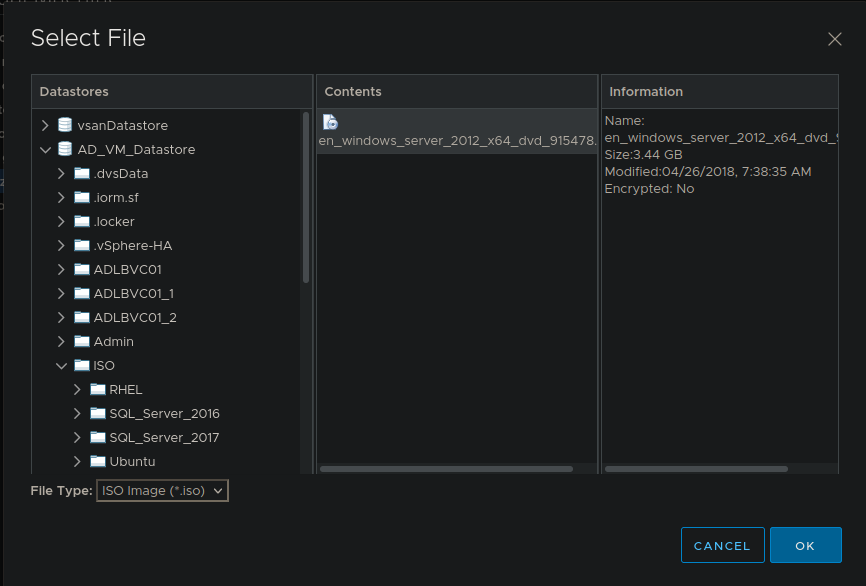 Select File
Datastores
vsanDatastore
AD_VM_Datastore
.dvsData
.iorm.sf
.locker
.vSphere-HA
ADLBVC01
ADLBVC01_1
ADLBVC01_2
Admin
ISO
RHEL
SQL_Server_2016
SQL_Server_2017
Ubuntu
Contents
en_windows_server_2012_x64_dvd_915478.
Information
Name:
en_windows_server_2012_x64_dvd_
Size:3.44 GB
Modified:04/26/2018, 7:38:35 AM
Encrypted: No
File Type: ISO Image (*.iso)
CANCEL OK